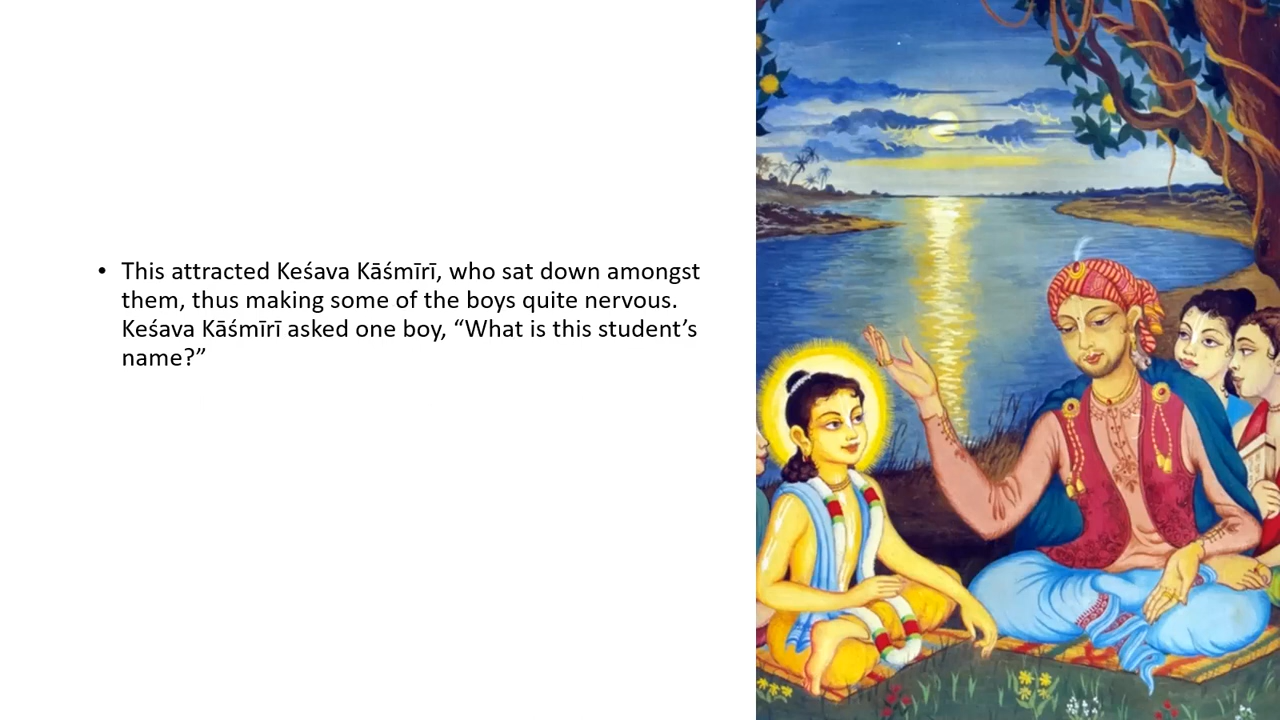 • This attracted Keśava Kāśmīrī, who sat down amongst
them, thus making some of the boys quite nervous.
Keśava Kāśmīrī asked one boy, “What is this student’s
name?”